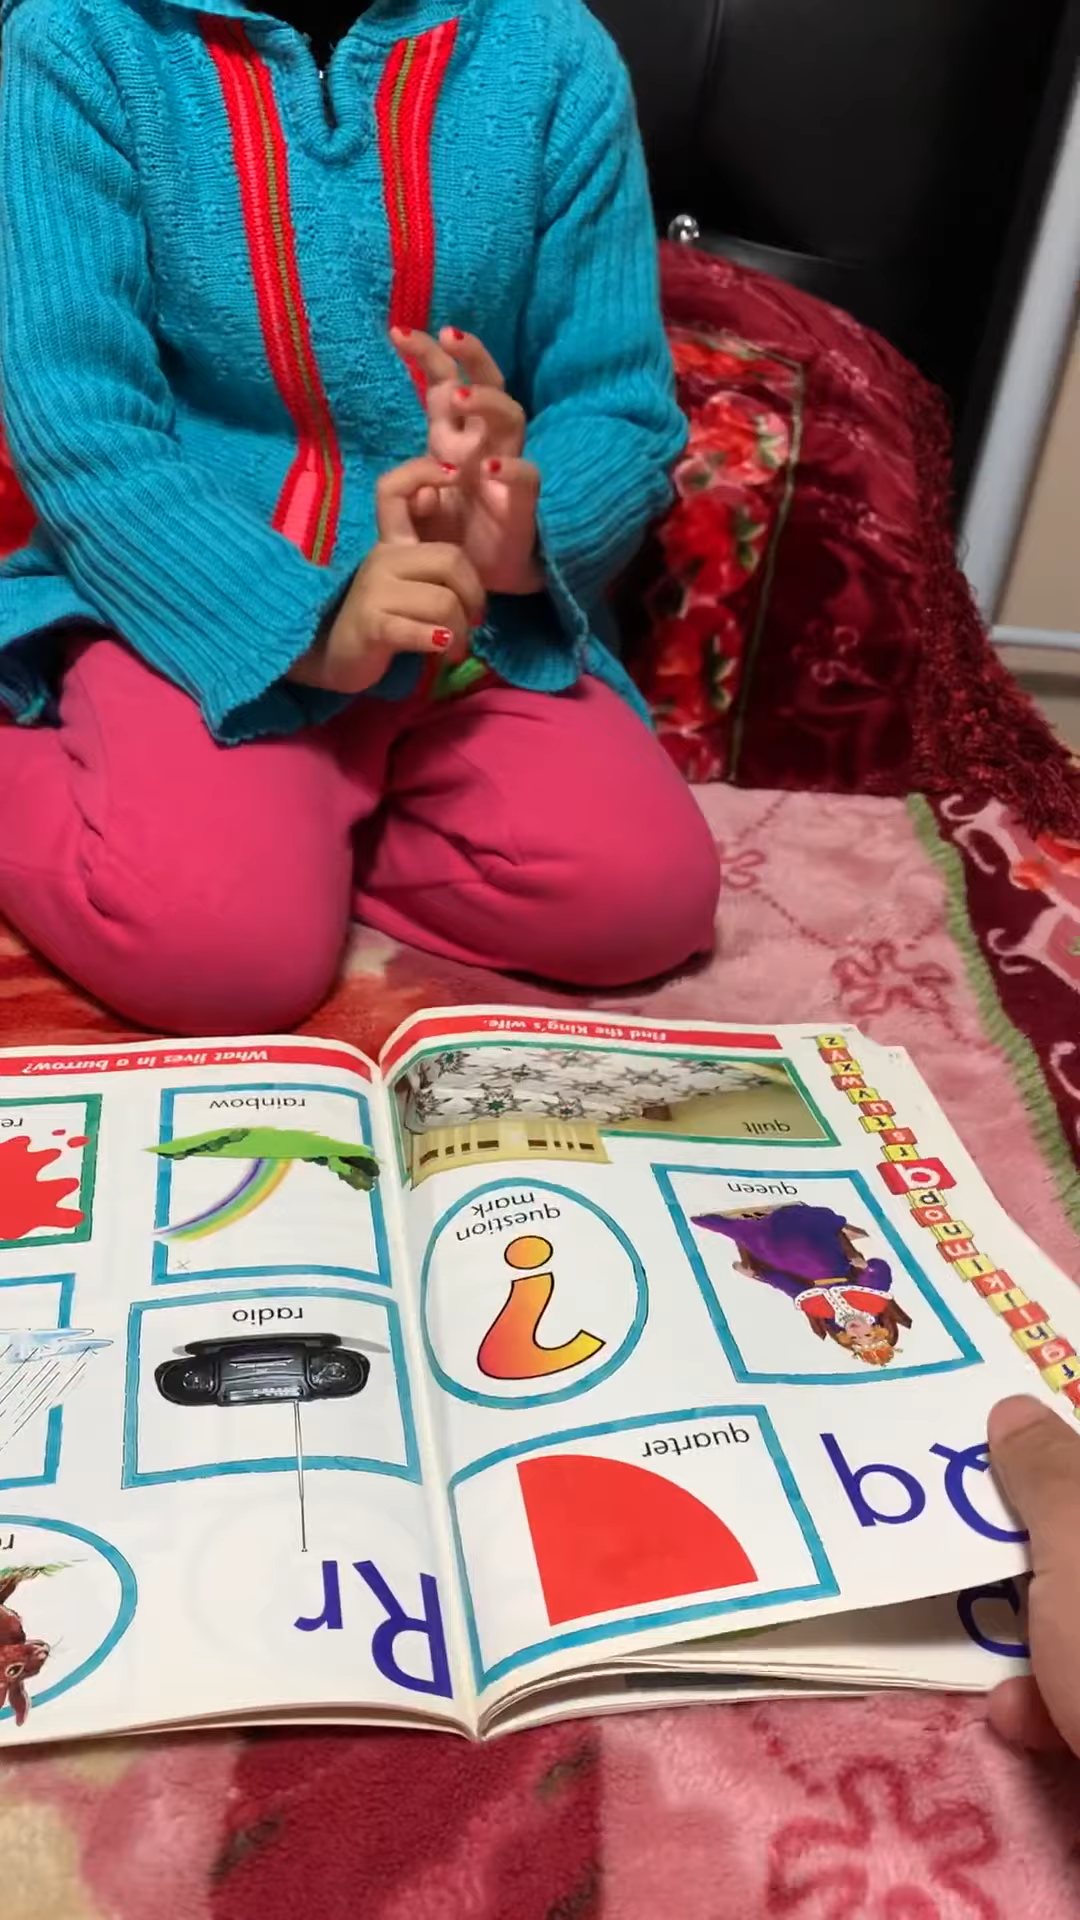 Qq
quarter
queen
question
mark
quilt
Find the King's wife.
f g h i j k l m n o p q r s t u v w x y z
Rr
radio
rainbow
What lives in a burrow?